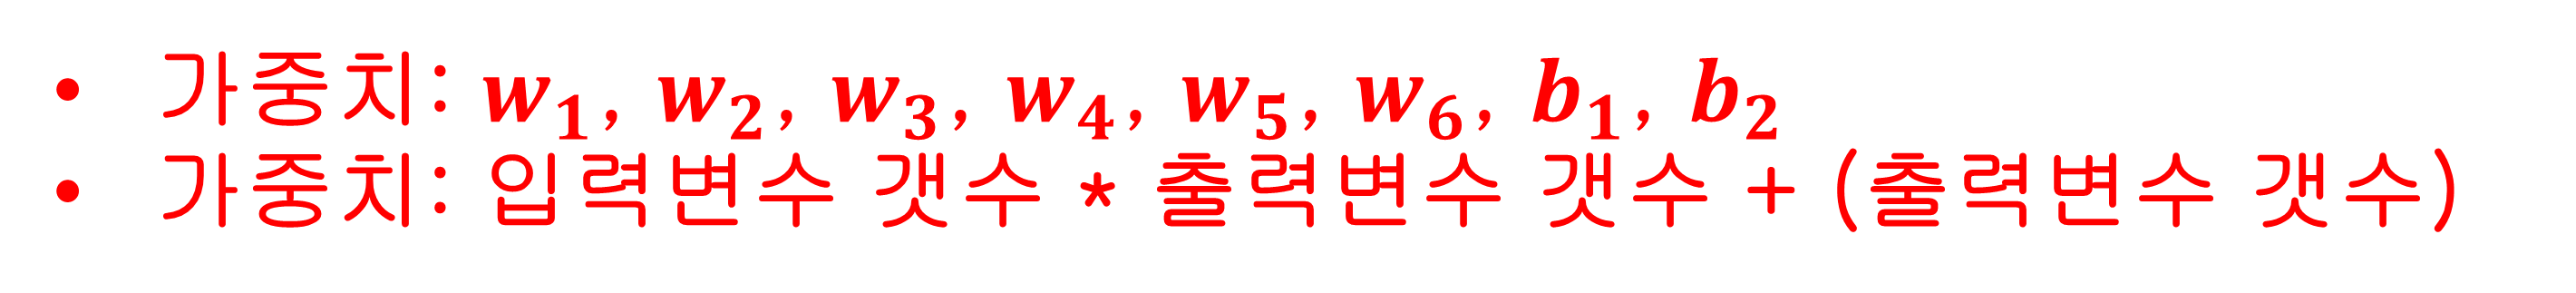 • 가중치: w₁, w₂, w₃, w₄, w₅, w₆, b₁, b₂
• 가중치: 입력변수 갯수 * 출력변수 갯수 + (출력변수 갯수)